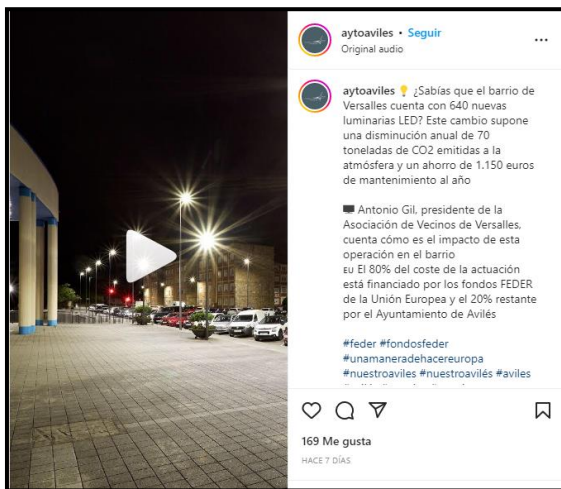 aytoaviles • Seguir
Original audio
aytoaviles 💡 ¿Sabías que el barrio de
Versalles cuenta con 640 nuevas
luminarias LED? Este cambio supone
una disminución anual de 70
toneladas de CO2 emitidas a la
atmósfera y un ahorro de 1.150 euros
de mantenimiento al año
🖥️ Antonio Gil, presidente de la
Asociación de Vecinos de Versalles,
cuenta cómo es el impacto de esta
operación en el barrio
EU El 80% del coste de la actuación
está financiado por los fondos FEDER
de la Unión Europea y el 20% restante
por el Ayuntamiento de Avilés
#feder #fondosfeder
#unamaneradehacereuropa
#nuestroaviles #nuestroavilés #aviles
169 Me gusta
HACE 7 DÍAS